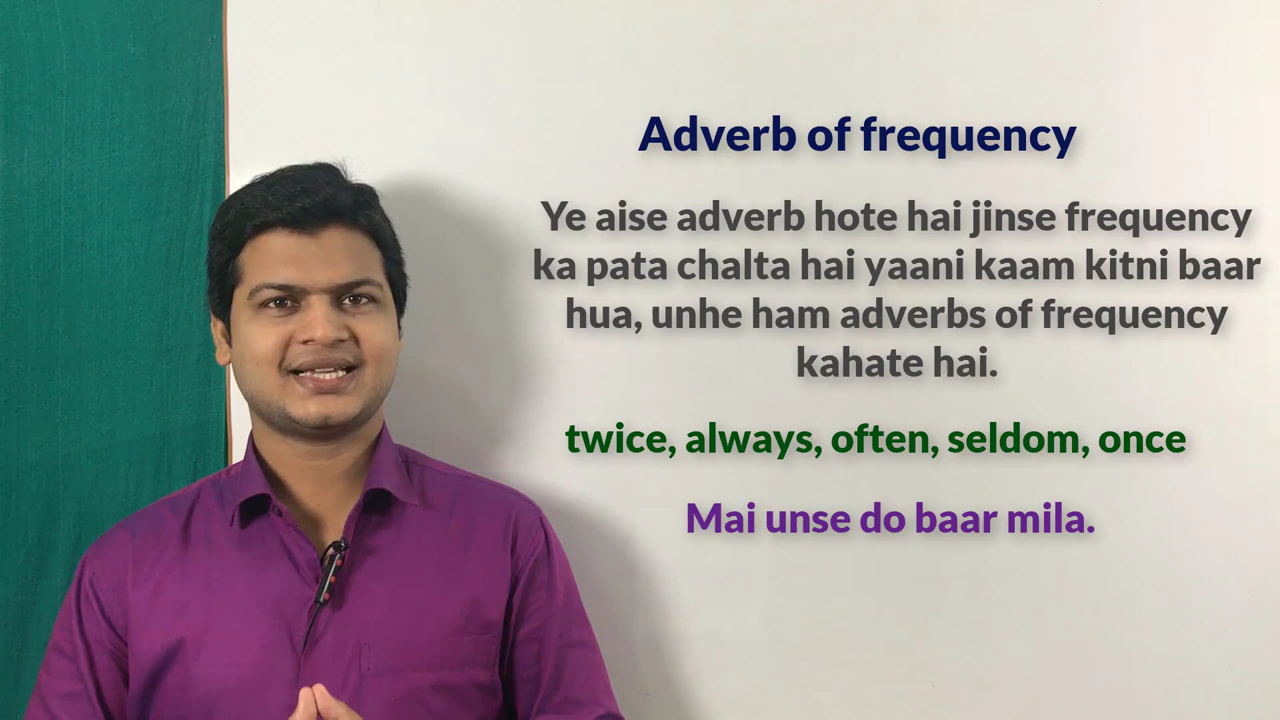 Adverb of frequency
Ye aise adverb hote hai jinse frequency
ka pata chalta hai yaani kaam kitni baar
hua, unhe ham adverbs of frequency
kahate hai.
twice, always, often, seldom, once
Mai unse do baar mila.